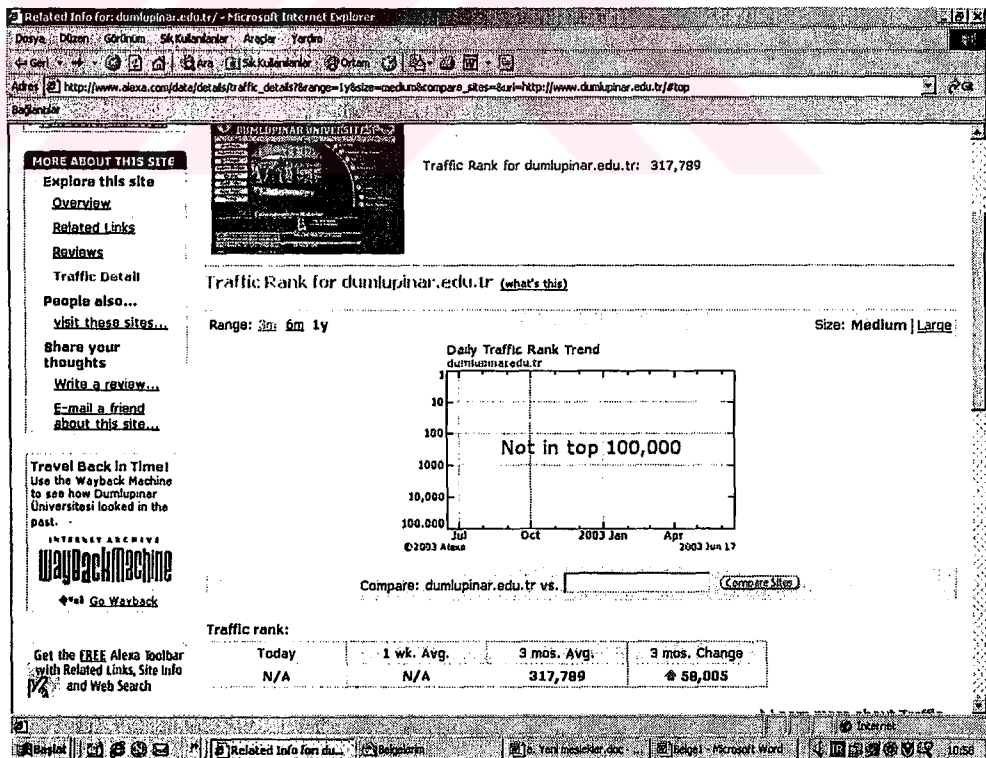 Related Info for: dumlupinar.edu.tr/ - Microsoft Internet Explorer
Dosya Düzen Görünüm Sık Kullanılanlar Araçlar Yardım
Geri Ara Sık Kullanılanlar Ortam
Adres http://www.alexa.com/data/details/traffic_details?&range=1y&size=medium&compare_sites=&url=http://www.dumlupinar.edu.tr/#top Git
Bağlantılar
DUMLUPINAR UNIVERSITESI
Traffic Rank for dumlupinar.edu.tr: 317,789
MORE ABOUT THIS SITE
Explore this site
Overview
Related Links
Reviews
Traffic Detail
People also...
visit these sites...
Share your
thoughts
Write a review...
E-mail a friend
about this site...
Travel Back in Time!
Use the Wayback Machine
to see how Dumlupınar
Üniversitesi looked in the
past.
INTERNET ARCHIVE
WayBackMachine
Go Wayback
Get the FREE Alexa Toolbar
with Related Links, Site Info
and Web Search
Traffic Rank for dumlupinar.edu.tr (what's this)
Range: 3m 6m 1y
Size: Medium | Large
Daily Traffic Rank Trend
dumlupinar.edu.tr
1
10
100
1000
10,000
100,000
Not in top 100,000
Jul Oct 2003 Jan Apr
©2003 Alexa 2003 Jun 17
Compare: dumlupinar.edu.tr vs. Compare Sites
Traffic rank:
Today 1 wk. Avg. 3 mos. Avg. 3 mos. Change
N/A N/A 317,789 58,005
Internet
Başlat Related Info for: du... Belgelerim 6. Yeni meslekler.doc - ... Belge1 - Microsoft Word 10:58